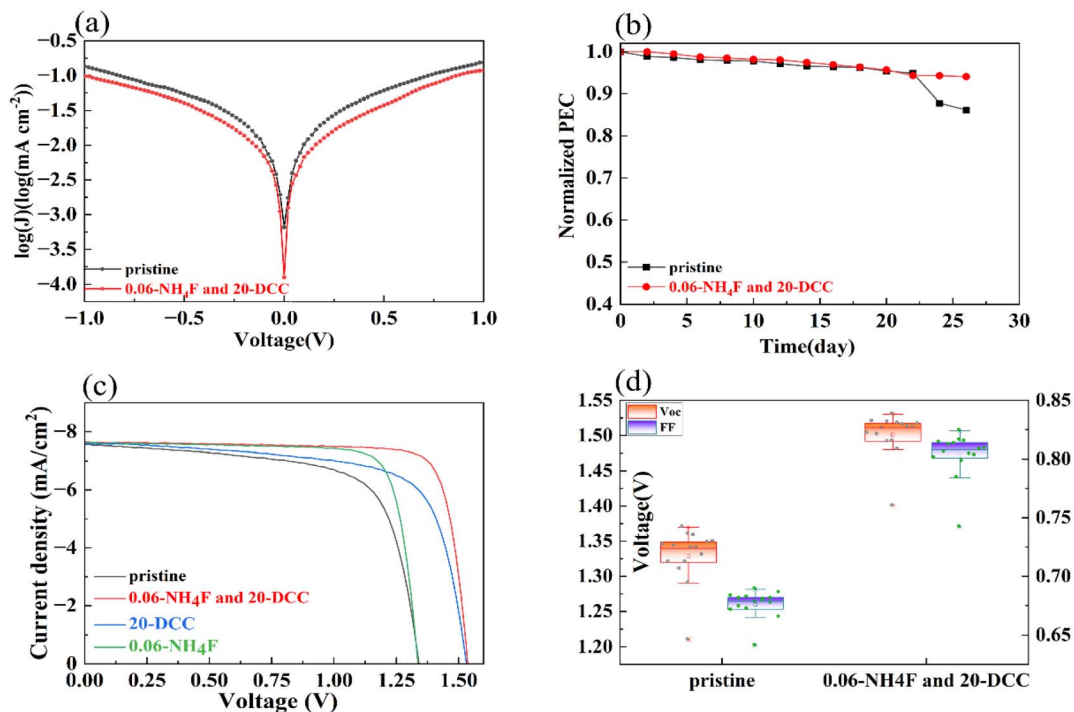 (a)
−0.5
−1.0
−1.5
−2.0
−2.5
−3.0
−3.5
−4.0
log(J)(log(mA cm⁻²))
pristine
0.06-NH₄F and 20-DCC
−1.0 −0.5 0.0 0.5 1.0
Voltage(V)
(b)
1.0
0.9
0.8
0.7
0.6
0.5
0.4
Normalized PEC
pristine
0.06-NH₄F and 20-DCC
0 5 10 15 20 25 30
Time(day)
(c)
−8
−6
−4
−2
0
Current density (mA/cm²)
pristine
0.06-NH₄F and 20-DCC
20-DCC
0.06-NH₄F
0.00 0.25 0.50 0.75 1.00 1.25 1.50
Voltage (V)
(d)
1.55
1.50
1.45
1.40
1.35
1.30
1.25
1.20
Voltage(V)
Voc
FF
0.85
0.80
0.75
0.70
0.65
pristine 0.06-NH4F and 20-DCC